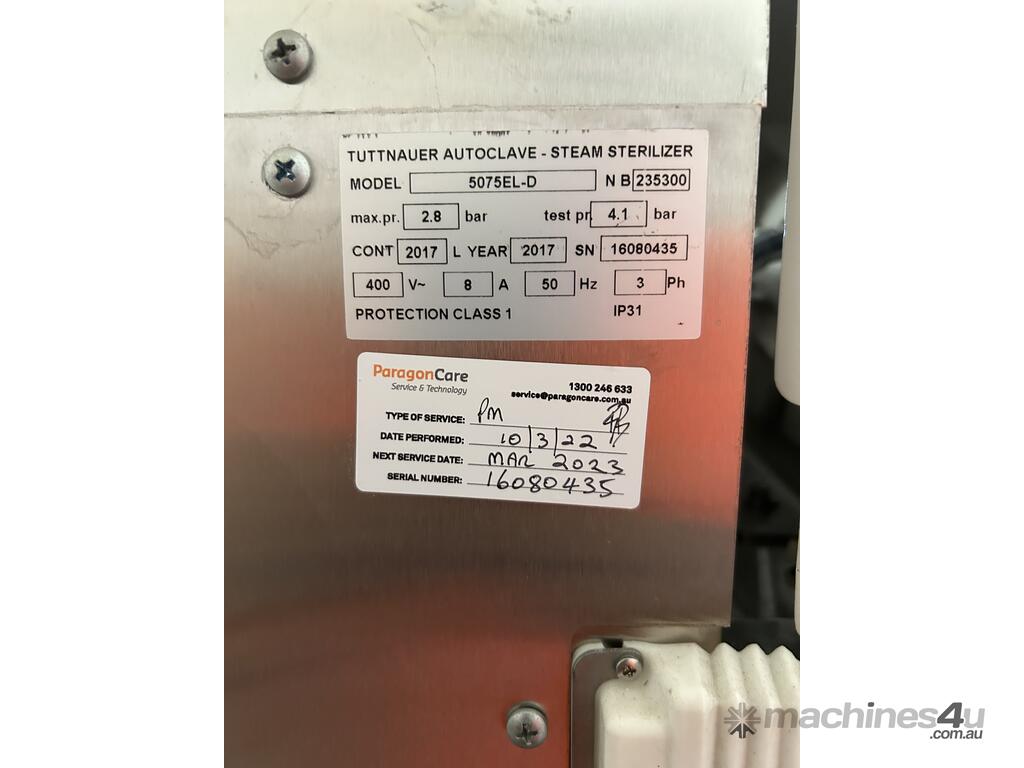 TUTTNAUER AUTOCLAVE - STEAM STERILIZER
MODEL 5075EL-D N B 235300
max.pr. 2.8 bar test pr. 4.1 bar
CONT 2017 L YEAR 2017 SN 16080435
400 V~ 8 A 50 Hz 3 Ph
PROTECTION CLASS 1 IP31
ParagonCare
Service & Technology
1300 246 633
service@paragoncare.com.au
TYPE OF SERVICE: PM
DATE PERFORMED: 10/3/22
NEXT SERVICE DATE: MAR 2023
SERIAL NUMBER: 16080435
machines4u
.com.au